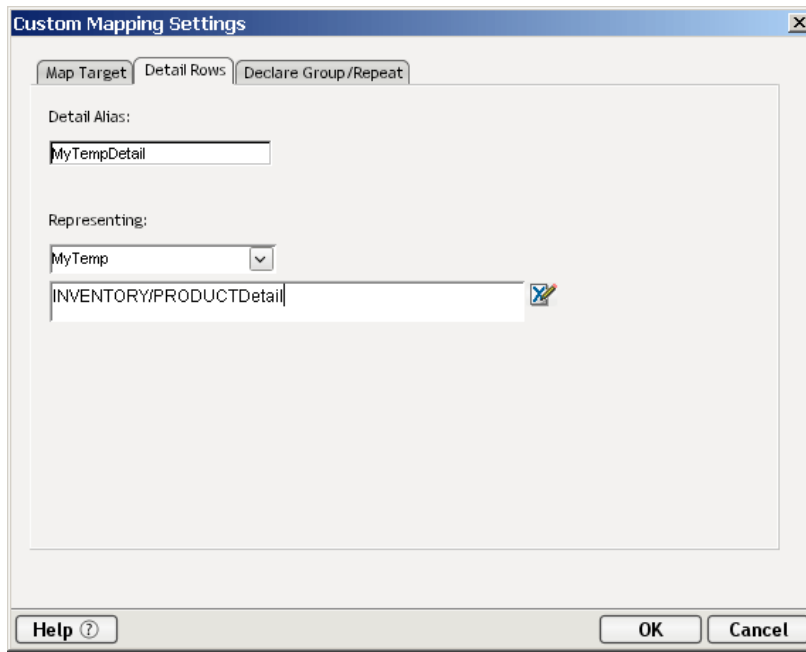 Custom Mapping Settings
Map Target Detail Rows Declare Group/Repeat
Detail Alias:
MyTempDetail
Representing:
MyTemp
INVENTORY/PRODUCTDetail
Help ? OK Cancel